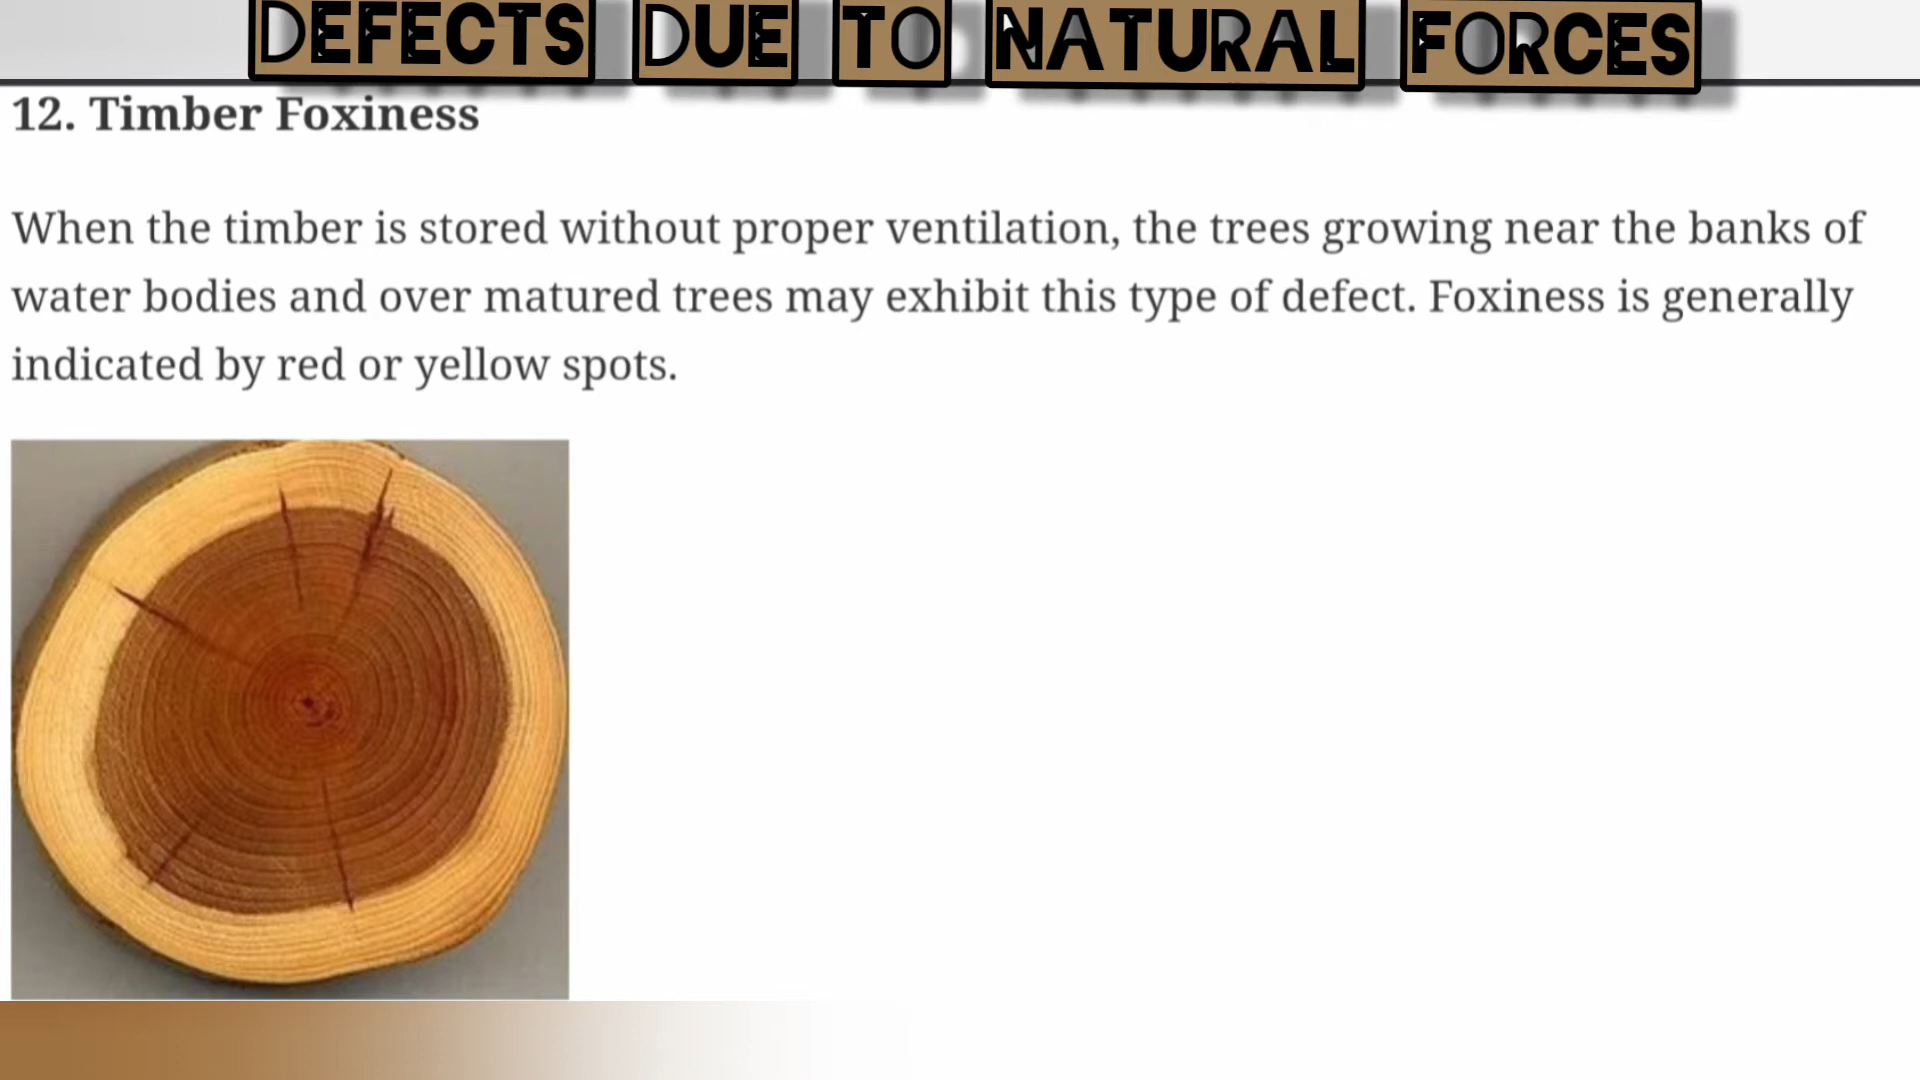 DEFECTS DUE TO NATURAL FORCES
12. Timber Foxiness
When the timber is stored without proper ventilation, the trees growing near the banks of
water bodies and over matured trees may exhibit this type of defect. Foxiness is generally
indicated by red or yellow spots.